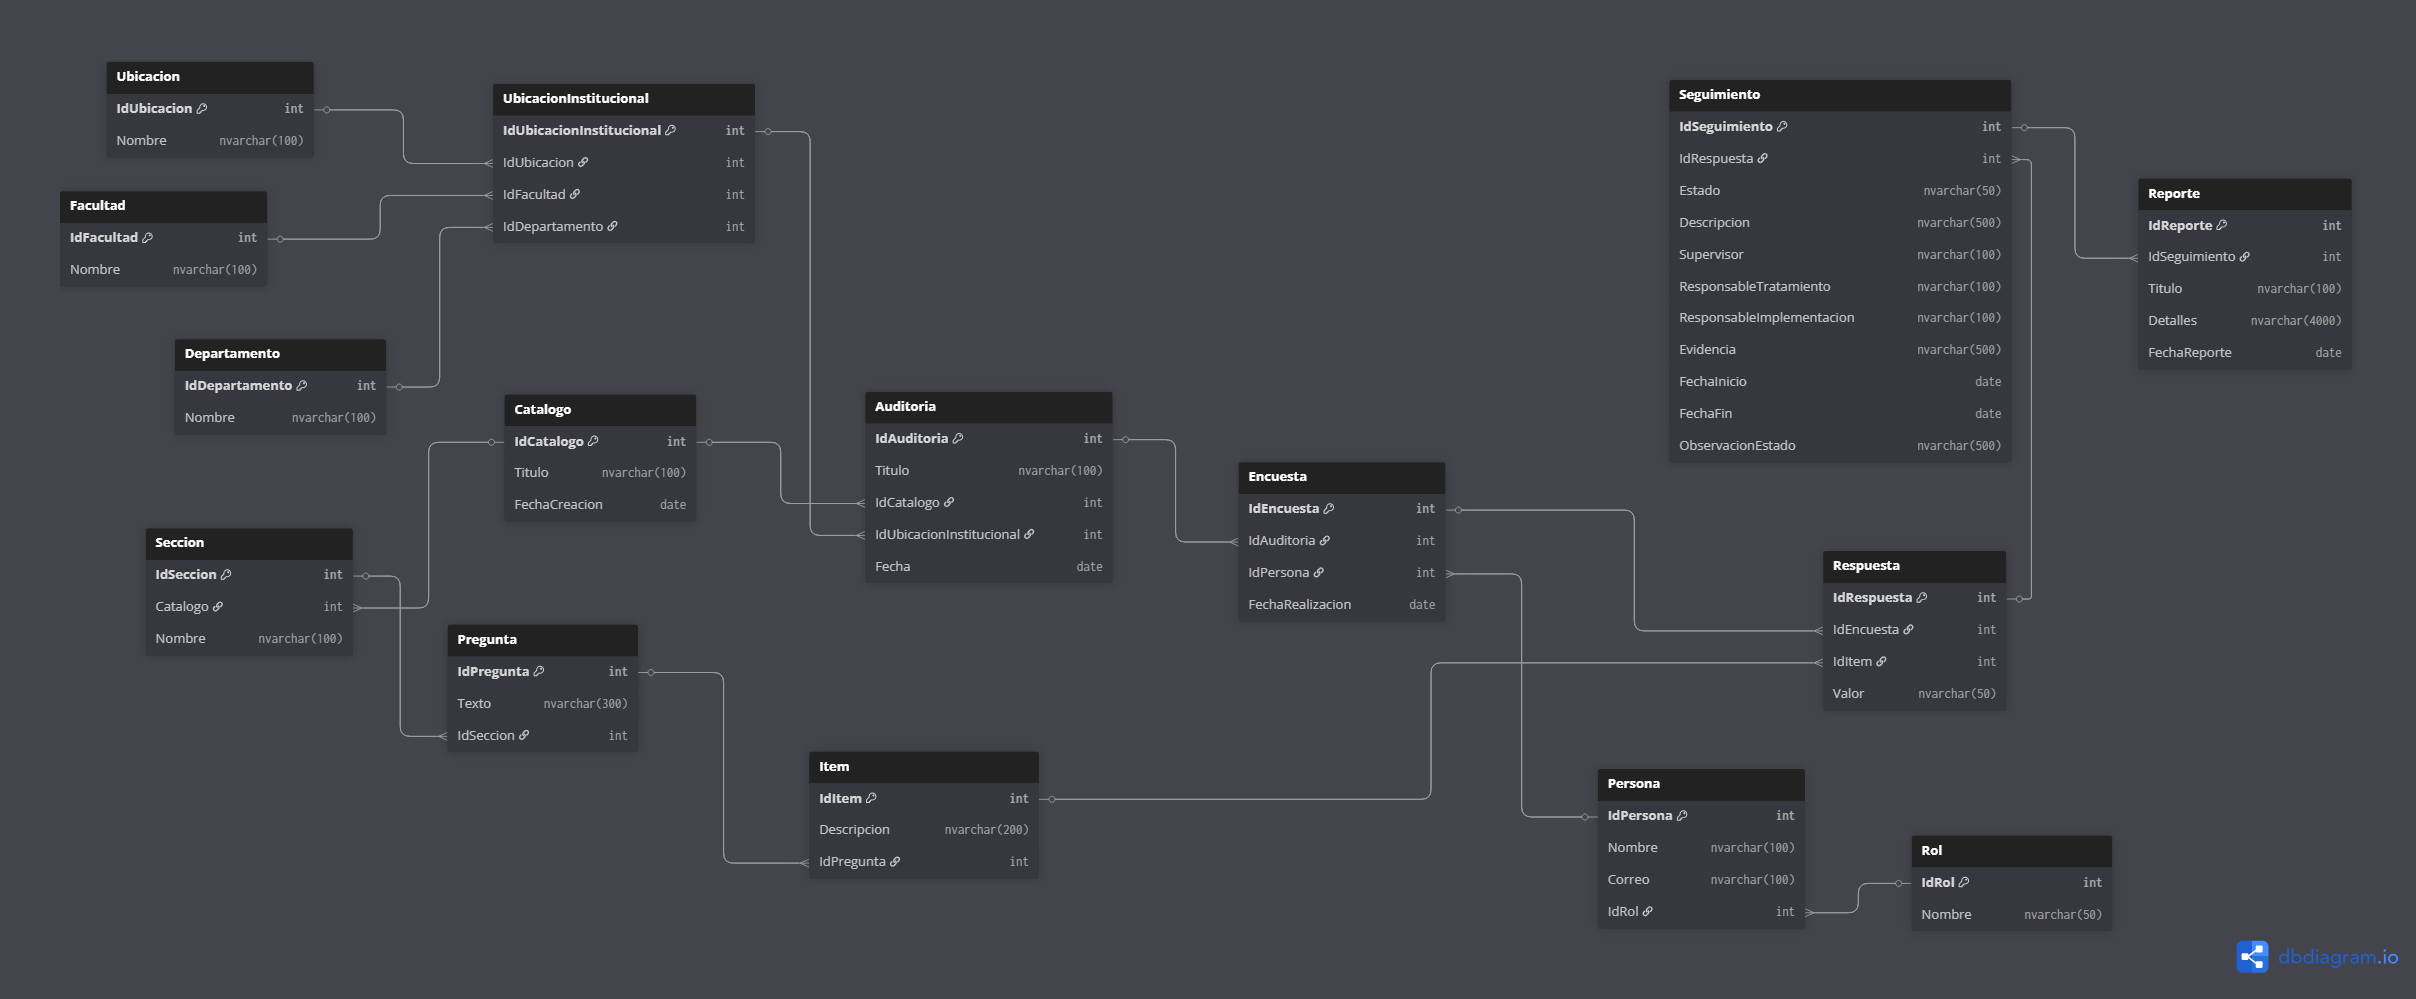 Ubicacion
IdUbicacion int
Nombre nvarchar(100)
Facultad
IdFacultad int
Nombre nvarchar(100)
Departamento
IdDepartamento int
Nombre nvarchar(100)
UbicacionInstitucional
IdUbicacionInstitucional int
IdUbicacion int
IdFacultad int
IdDepartamento int
Catalogo
IdCatalogo int
Titulo nvarchar(100)
FechaCreacion date
Seccion
IdSeccion int
Catalogo int
Nombre nvarchar(100)
Pregunta
IdPregunta int
Texto nvarchar(300)
IdSeccion int
Item
IdItem int
Descripcion nvarchar(200)
IdPregunta int
Auditoria
IdAuditoria int
Titulo nvarchar(100)
IdCatalogo int
IdUbicacionInstitucional int
Fecha date
Encuesta
IdEncuesta int
IdAuditoria int
IdPersona int
FechaRealizacion date
Seguimiento
IdSeguimiento int
IdRespuesta int
Estado nvarchar(50)
Descripcion nvarchar(500)
Supervisor nvarchar(100)
ResponsableTratamiento nvarchar(100)
ResponsableImplementacion nvarchar(100)
Evidencia nvarchar(500)
FechaInicio date
FechaFin date
ObservacionEstado nvarchar(500)
Reporte
IdReporte int
IdSeguimiento int
Titulo nvarchar(100)
Detalles nvarchar(4000)
FechaReporte date
Respuesta
IdRespuesta int
IdEncuesta int
IdItem int
Valor nvarchar(50)
Persona
IdPersona int
Nombre nvarchar(100)
Correo nvarchar(100)
IdRol int
Rol
IdRol int
Nombre nvarchar(50)
dbdiagram.io